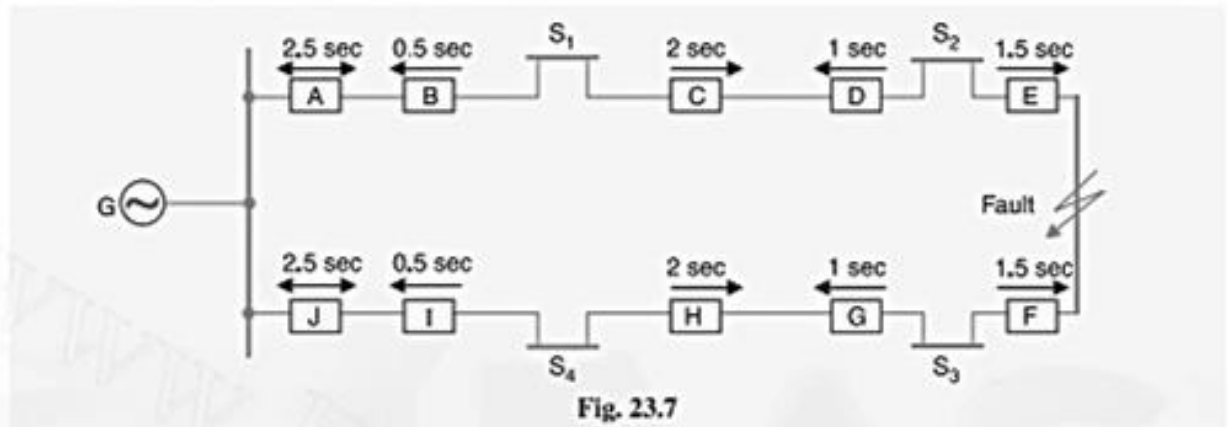 2.5 sec 0.5 sec S1 2 sec 1 sec S2 1.5 sec
A B C D E
G Fault
2.5 sec 0.5 sec 2 sec 1 sec 1.5 sec
J I H G F
S4 S3
Fig. 23.7